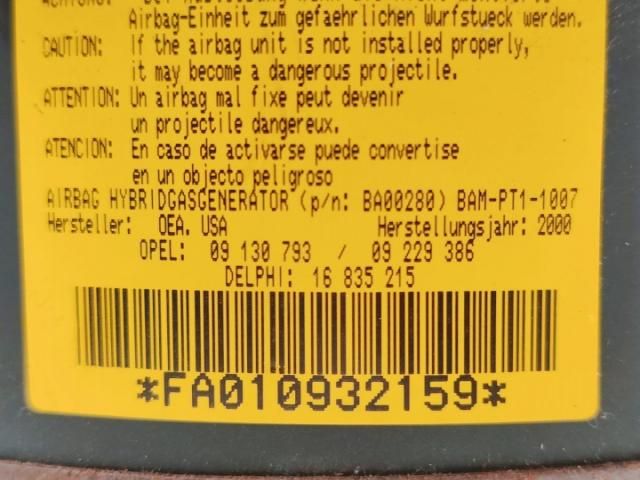 ACHTUNG:
Airbag-Einheit zum gefaehrlichen Wurfstueck werden.
CAUTION: If the airbag unit is not installed properly,
it may become a dangerous projectile.
ATTENTION: Un airbag mal fixe peut devenir
un projectile dangereux.
ATENCION: En caso de activarse puede convertise
en un objecto peligroso
AIRBAG HYBRIDGASGENERATOR (p/n: BA00280) BAM-PT1-1007
Hersteller: OEA. USA Herstellungsjahr: 2000
OPEL: 09 130 793 / 09 229 386
DELPHI: 16 835 215
*FA010932159*